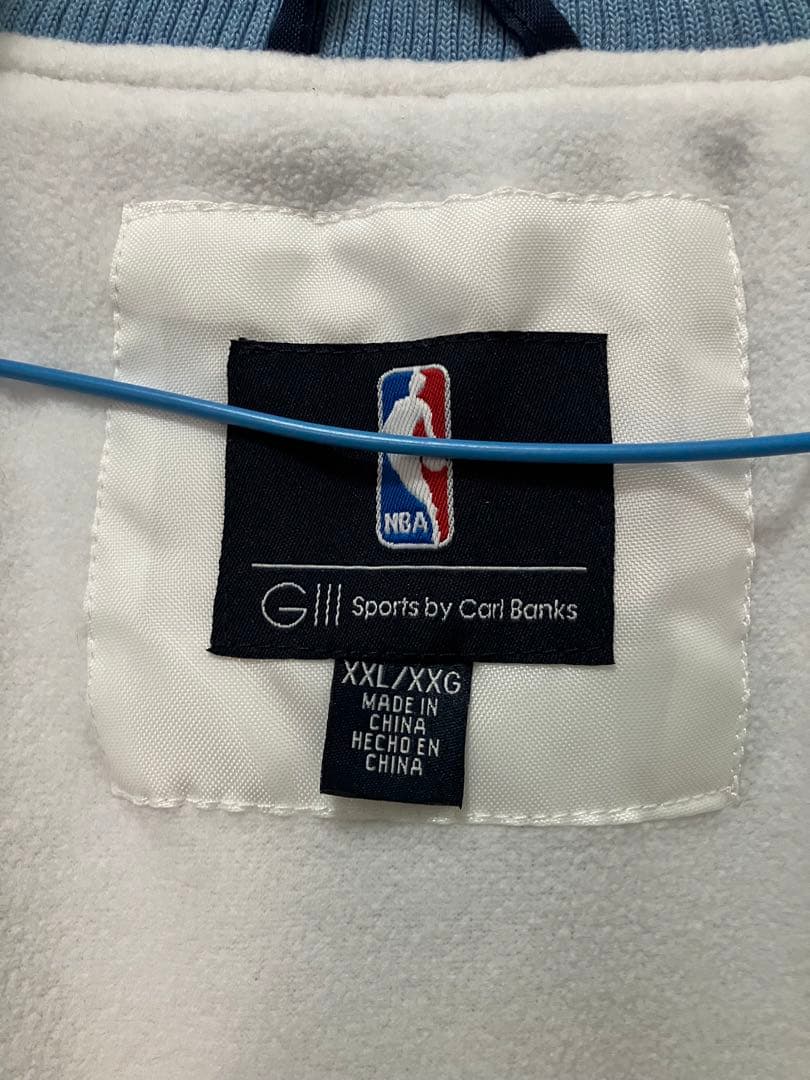 NBA
GIII Sports by Carl Banks
XXL/XXG
MADE IN
CHINA
HECHO EN
CHINA